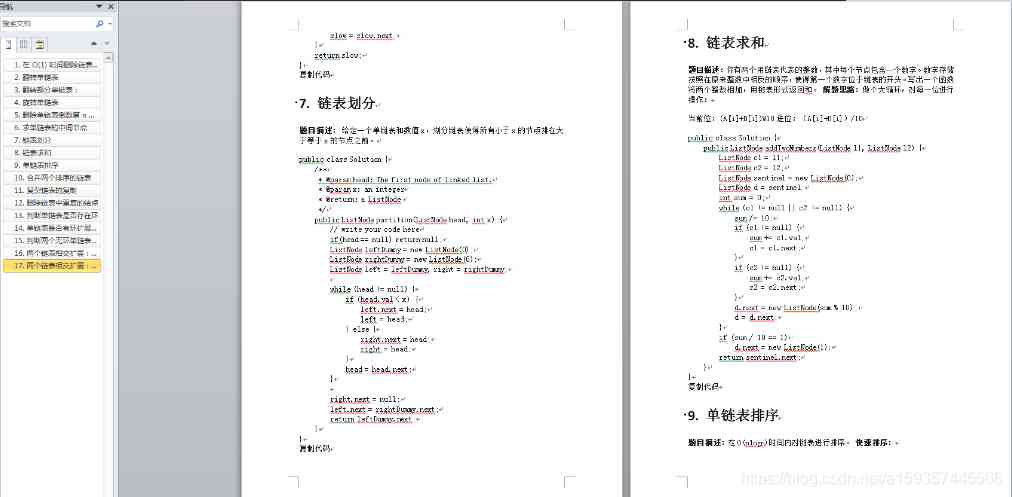 导航
搜索文档
1. 在 O(1) 时间删除链表...
2. 翻转单链表
3. 翻转部分单链表：
4. 旋转单链表
5. 删除单链表倒数第 n ...
6. 求单链表的中间节点
7. 链表划分
8. 链表求和
9. 单链表排序
10. 合并两个排序的链表
11. 复杂链表的复制
12. 删除链表中重复的结点
13. 判断单链表是否存在环
14. 单链表是否有环扩展...
15. 判断两个无环单链表...
16. 两个链表相交扩展：...
17. 两个链表相交扩展：...
slow = slow.next
}
return slow;
}
复制代码
7. 链表划分
题目描述： 给定一个单链表和数值 x，划分链表使得所有小于 x 的节点排在大
于等于 x 的节点之前。
public class Solution {
/**
* @param head: The first node of linked list.
* @param x: an integer
* @return: a ListNode
*/
public ListNode partition(ListNode head, int x) {
// write your code here
if(head == null) return null;
ListNode leftDummy = new ListNode(0);
ListNode rightDummy = new ListNode(0);
ListNode left = leftDummy, right = rightDummy
while (head != null) {
if (head.val < x) {
left.next = head;
left = head;
} else {
right.next = head
right = head
}
head = head.next;
}
right.next = null;
left.next = rightDummy.next;
return leftDummy.next
}
}
复制代码
8. 链表求和
题目描述：你有两个用链表代表的整数，其中每个节点包含一个数字。数字存储
按照在原来整数中相反的顺序，使得第一个数字位于链表的开头。写出一个函数
将两个整数相加，用链表形式返回和。 解题思路：做个大循环，对每一位进行
操作：
当前位：(A[i]+B[i])%10 进位： (A[i]+B[i]) /10
public class Solution {
public ListNode addTwoNumbers(ListNode l1, ListNode l2) {
ListNode c1 = l1;
ListNode c2 = l2;
ListNode sentinel = new ListNode(0);
ListNode d = sentinel
int sum = 0;
while (c1 != null || c2 != null) {
sum /= 10
if (c1 != null) {
sum += c1.val
c1 = c1.next
}
if (c2 != null) {
sum += c2.val
c2 = c2.next;
}
d.next = new ListNode(sum % 10)
d = d.next
}
if (sum / 10 == 1)
d.next = new ListNode(1);
return sentinel.next;
}
}
复制代码
9. 单链表排序
题目描述：在 O(nlogn)时间内对链表进行排序。 快速排序：
https://blog.csdn.net/a159357445566